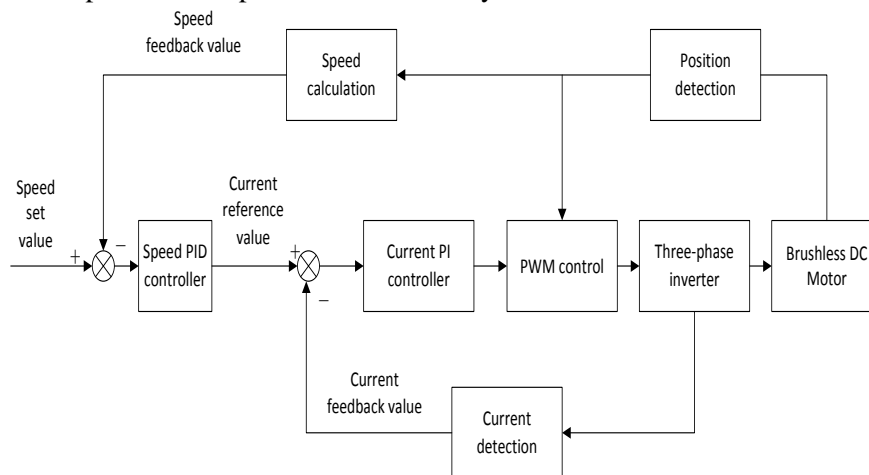 Speed
feedback value
Speed
calculation
Position
detection
Speed
set
value
+
−
Speed PID
controller
Current
reference
value
+
−
Current PI
controller
PWM control
Three-phase
inverter
Brushless DC
Motor
Current
feedback value
Current
detection